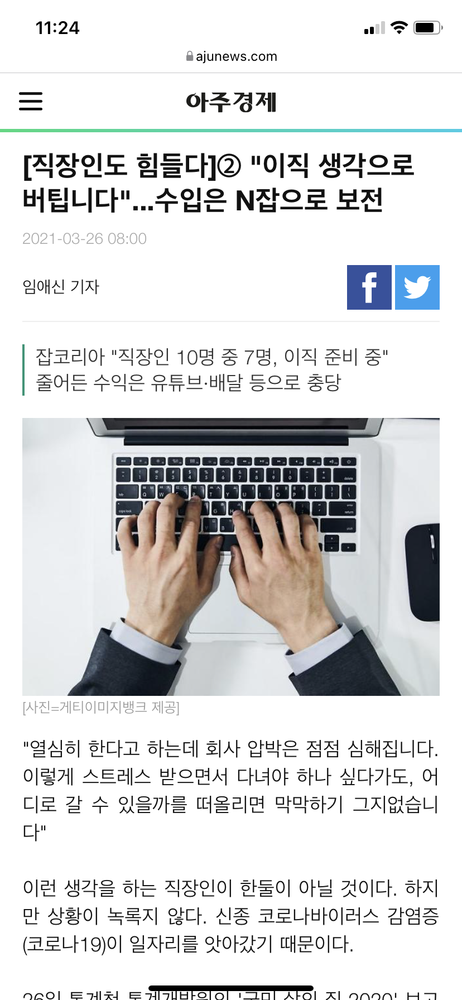 11:24
ajunews.com
아주경제
[직장인도 힘들다]② "이직 생각으로
버팁니다"...수입은 N잡으로 보전
2021-03-26 08:00
임애신 기자
잡코리아 "직장인 10명 중 7명, 이직 준비 중"
줄어든 수익은 유튜브·배달 등으로 충당
[사진=게티이미지뱅크 제공]
"열심히 한다고 하는데 회사 압박은 점점 심해집니다.
이렇게 스트레스 받으면서 다녀야 하나 싶다가도, 어
디로 갈 수 있을까를 떠올리면 막막하기 그지없습니
다"
이런 생각을 하는 직장인이 한둘이 아닐 것이다. 하지
만 상황이 녹록지 않다. 신종 코로나바이러스 감염증
(코로나19)이 일자리를 앗아갔기 때문이다.
26일 통계청 통계개발원의 '국민 삶의 질 2020' 보고